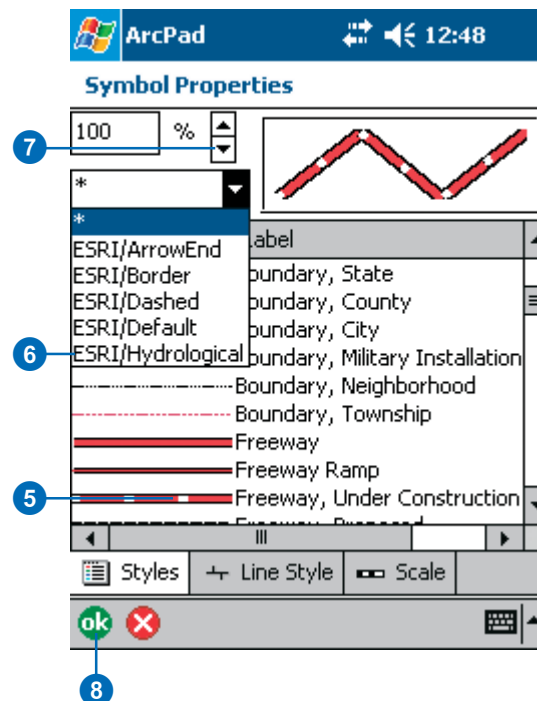 ArcPad 12:48
Symbol Properties
100 %
7
*
*
ESRI/ArrowEnd
ESRI/Border
ESRI/Dashed
ESRI/Default
ESRI/Hydrological
6
abel
oundary, State
oundary, County
oundary, City
oundary, Military Installation
Boundary, Neighborhood
Boundary, Township
Freeway
Freeway Ramp
5
Freeway, Under Construction
Freeway, Proposed
Styles Line Style Scale
ok
8